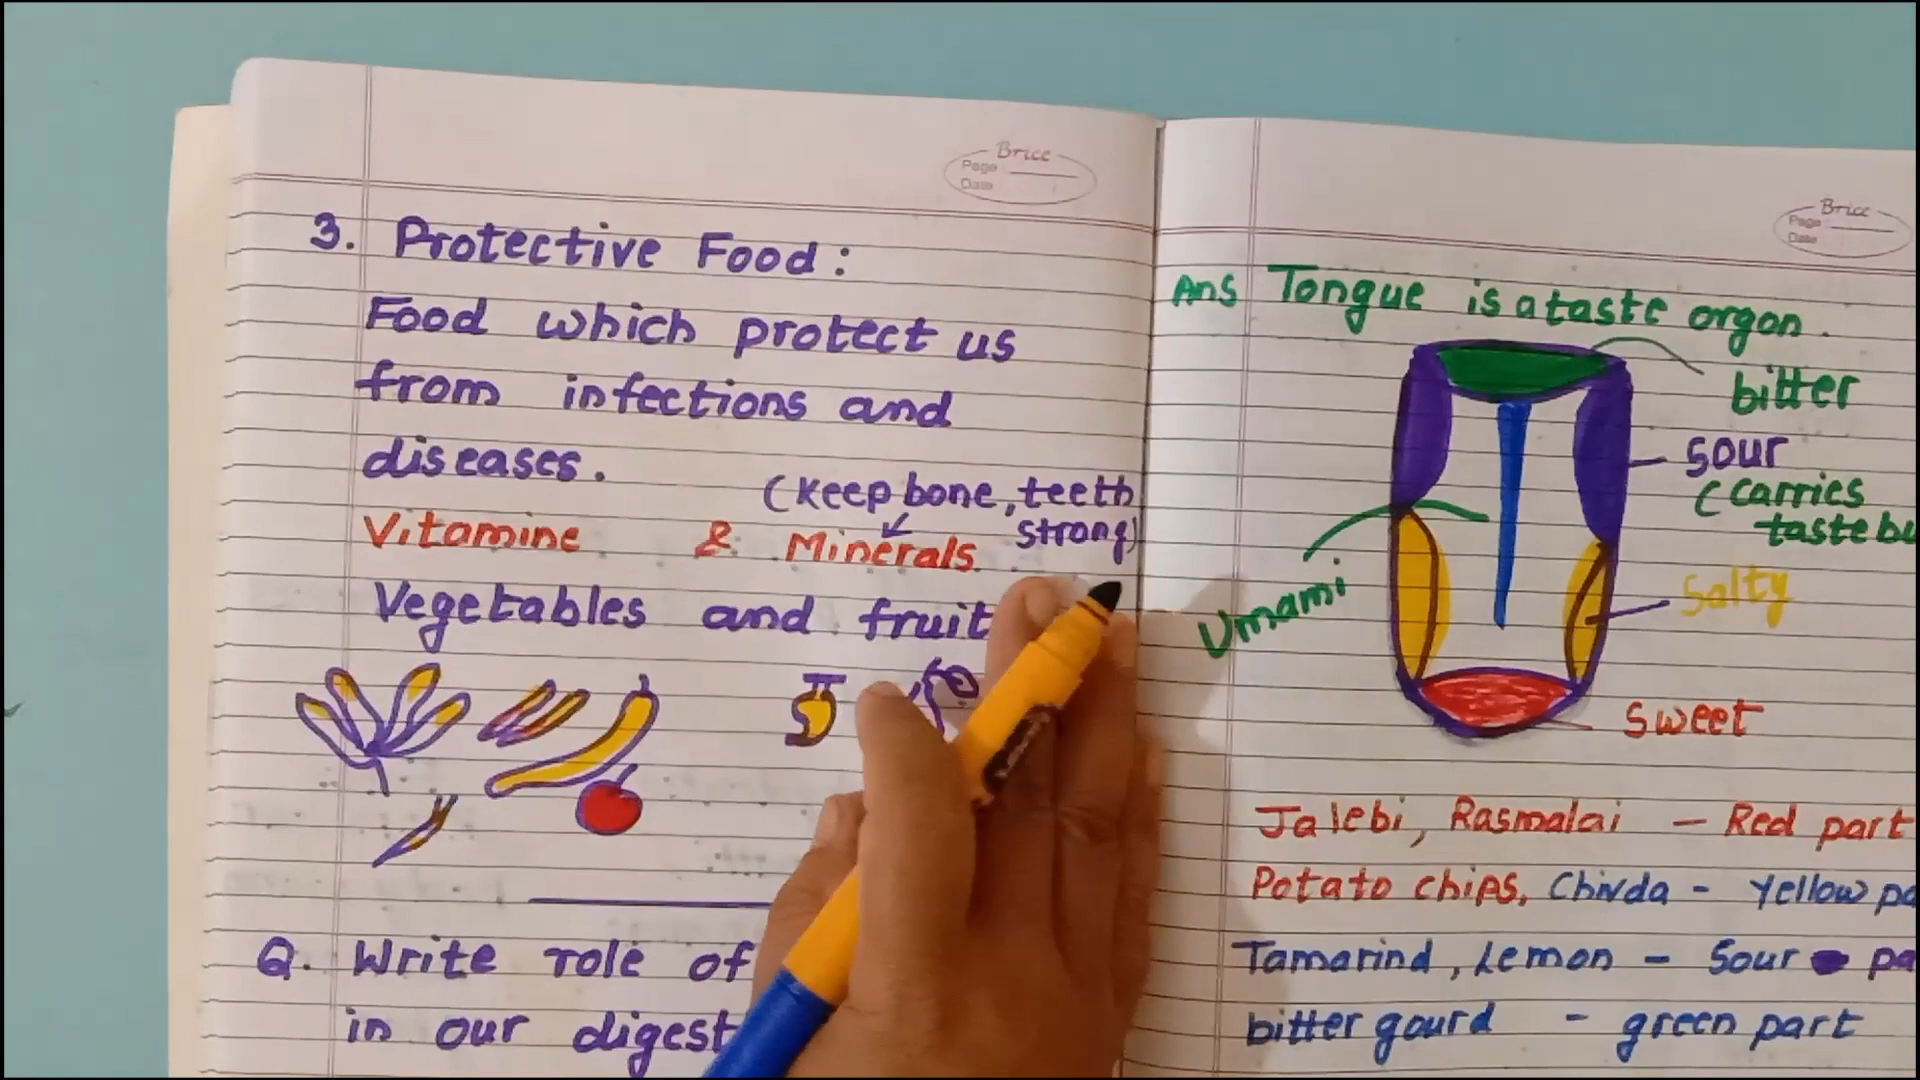 Brice
Page
Date
3. Protective Food :
Food which protect us
from infections and
diseases.
(Keep bone, teeth
strong)
Vitamine & Minerals
Vegetables and fruit
Q. Write role of
in our digest
Brice
Page
Date
Ans Tongue is a taste organ.
bitter
Sour
(Carries
taste bu
Umami
Salty
Sweet
Jalebi, Rasmalai - Red part
Potato chips, Chivda - Yellow pa
Tamarind, Lemon - Sour pa
bitter gourd - green part